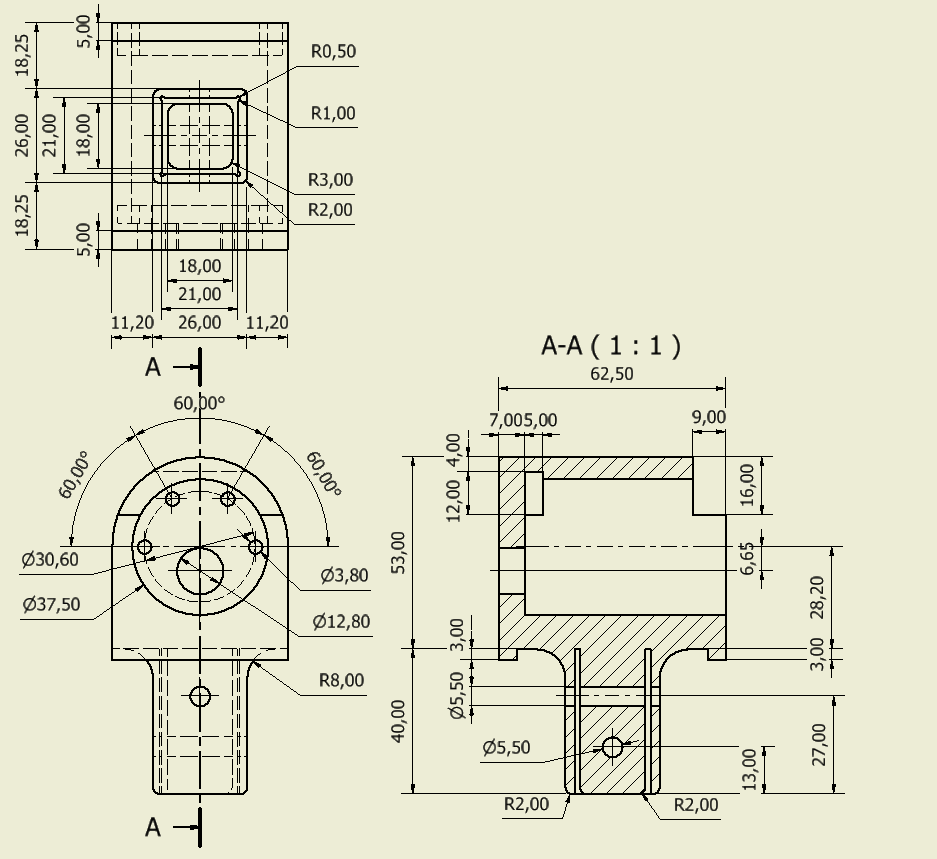 5,00
18,25
R0,50
26,00
21,00
18,00
R1,00
R3,00
R2,00
18,25
5,00
18,00
21,00
11,20 26,00 11,20
A
A-A ( 1 : 1 )
62,50
60,00°
60,00°
60,00°
7,00 5,00
9,00
4,00
12,00
16,00
53,00
6,65
28,20
Ø30,60
Ø3,80
Ø37,50
Ø12,80
3,00
3,00
R8,00
Ø5,50
40,00
27,00
Ø5,50
13,00
R2,00
R2,00
A